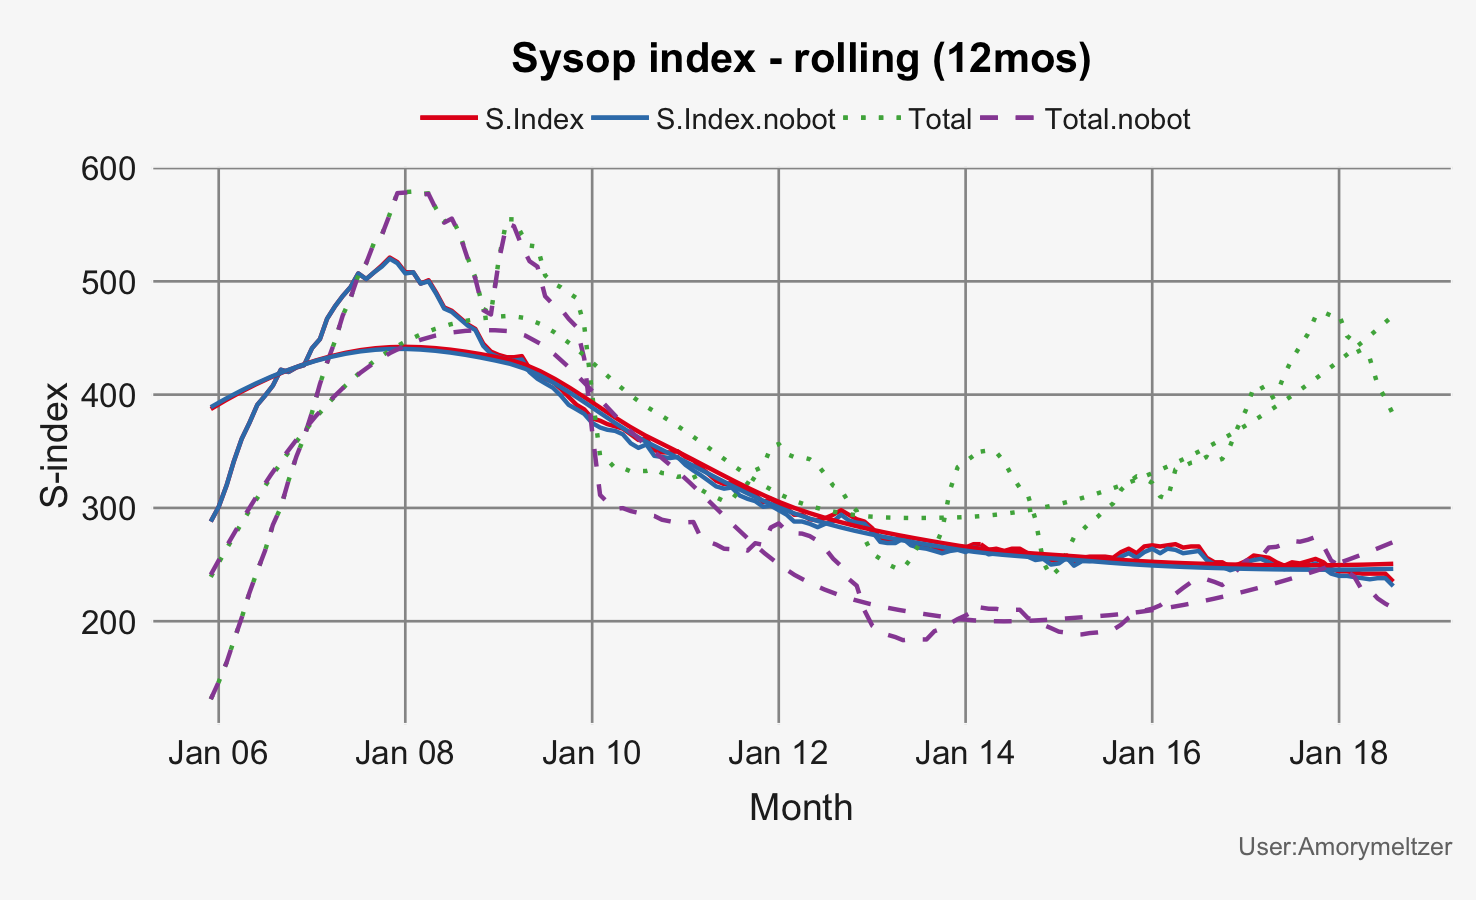 Sysop index - rolling (12mos)
S.Index S.Index.nobot Total Total.nobot
600
500
400
300
200
S-index
Jan 06 Jan 08 Jan 10 Jan 12 Jan 14 Jan 16 Jan 18
Month
User:Amorymeltzer